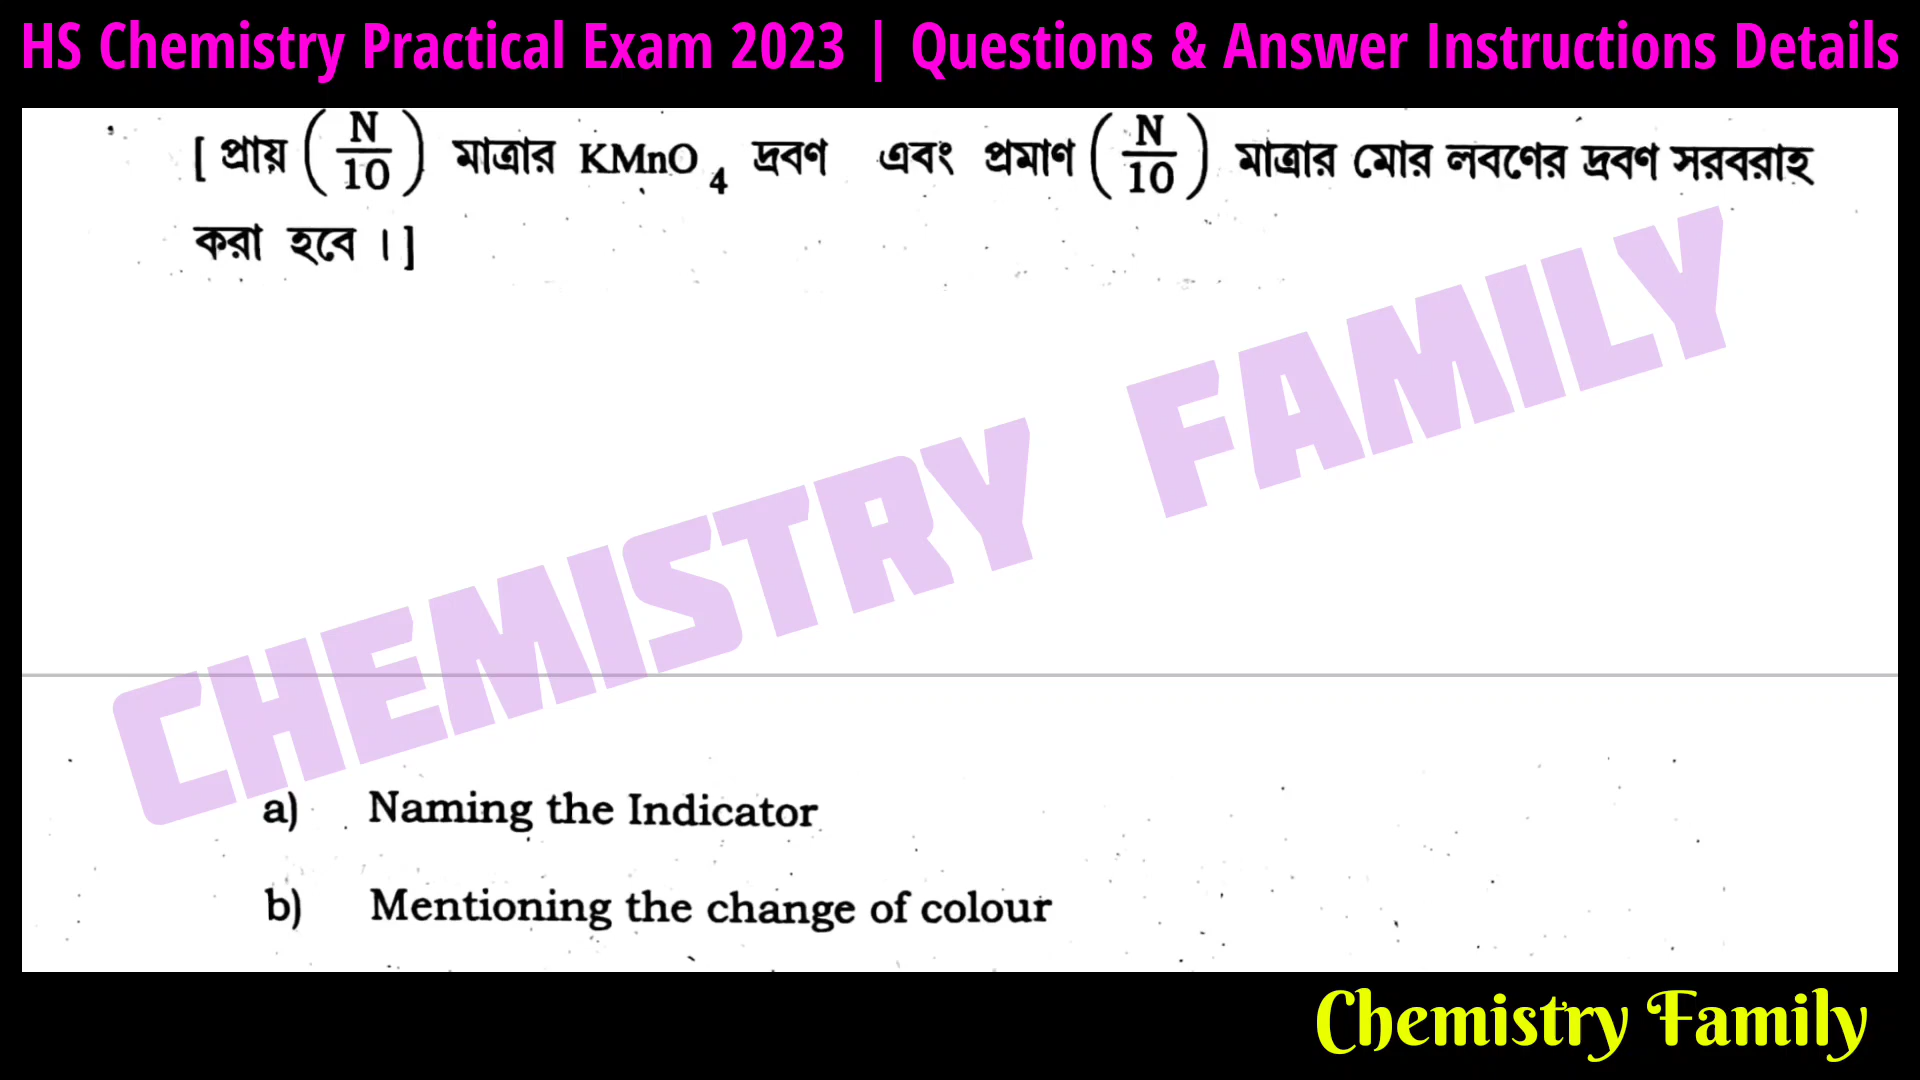 HS Chemistry Practical Exam 2023 | Questions & Answer Instructions Details
[ প্রায় (N/10) মাত্রার KMnO4 দ্রবণ এবং প্রমাণ (N/10) মাত্রার মোর লবণের দ্রবণ সরবরাহ
করা হবে । ]
CHEMISTRY FAMILY
a) Naming the Indicator
b) Mentioning the change of colour
Chemistry Family